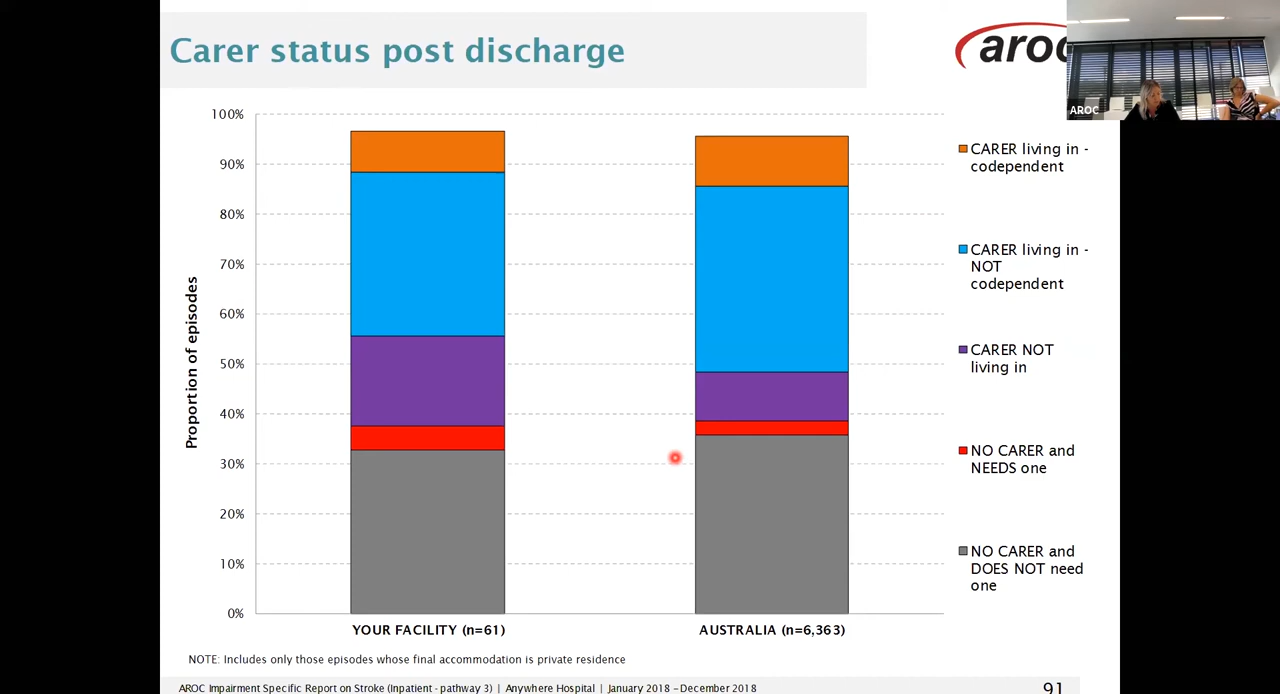 Carer status post discharge
aroc
AROC
100%
90%
80%
70%
60%
50%
40%
30%
20%
10%
0%
Proportion of episodes
YOUR FACILITY (n=61)
AUSTRALIA (n=6,363)
CARER living in -
codependent
CARER living in -
NOT
codependent
CARER NOT
living in
NO CARER and
NEEDS one
NO CARER and
DOES NOT need
one
NOTE: Includes only those episodes whose final accommodation is private residence
AROC Impairment Specific Report on Stroke (Inpatient - pathway 3) | Anywhere Hospital | January 2018 – December 2018
91